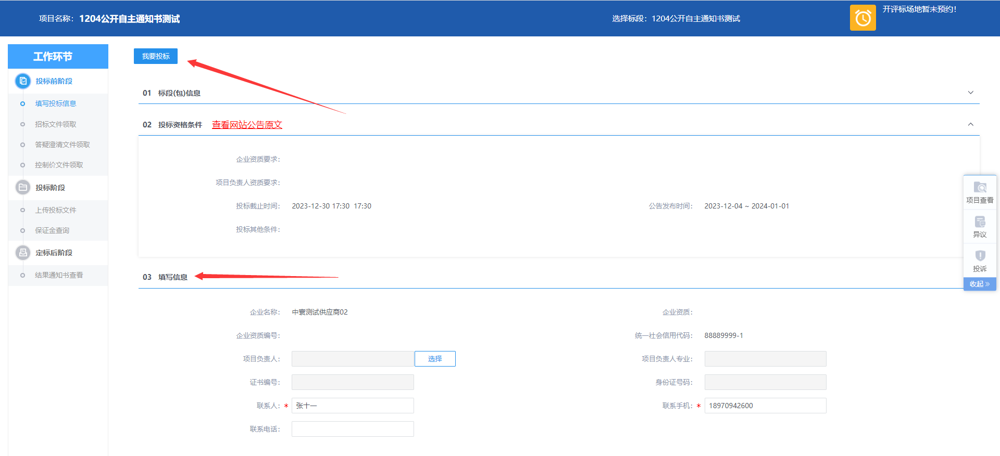 项目名称：1204公开自主通知书测试
选择标段：1204公开自主通知书测试
开评标场地暂未预约！
工作环节
投标前阶段
填写投标信息
招标文件领取
答疑澄清文件领取
控制价文件领取
投标阶段
上传投标文件
保证金查询
定标后阶段
结果通知书查看
我要投标
01 标段(包)信息
02 投标资格条件 查看网站公告原文
企业资质要求：
项目负责人资质要求：
投标截止时间： 2023-12-30 17:30 17:30
公告发布时间： 2023-12-04 ~ 2024-01-01
投标其他条件：
03 填写信息
企业名称： 中寰测试供应商02
企业资质：
企业资质编号：
统一社会信用代码： 88889999-1
项目负责人： 选择
项目负责人专业：
证书编号：
身份证号码：
联系人：* 张十一
联系手机：* 18970942600
联系电话：
项目查看
异议
投诉
收起 »